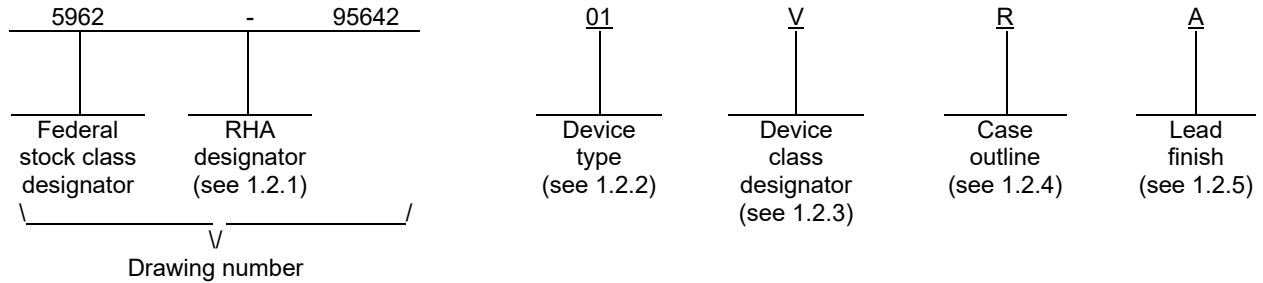 5962 - 95642 01 V R A
Federal stock class designator
RHA designator (see 1.2.1)
Device type (see 1.2.2)
Device class designator (see 1.2.3)
Case outline (see 1.2.4)
Lead finish (see 1.2.5)
\ / \/
Drawing number